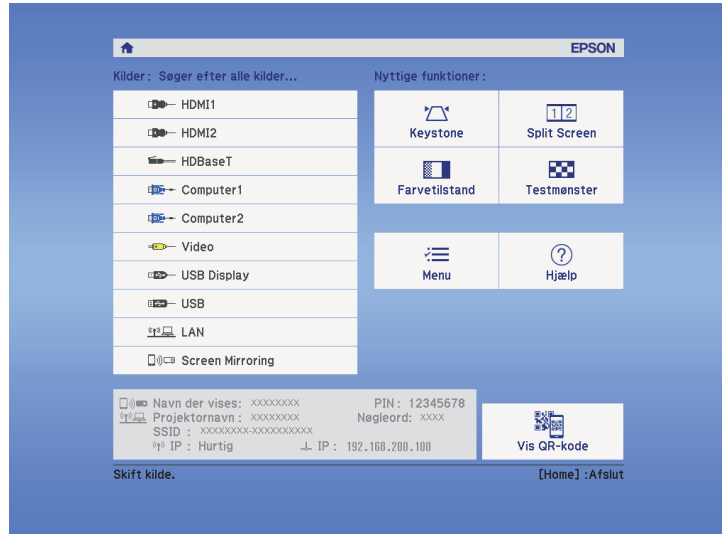 EPSON
Kilder : Søger efter alle kilder...
HDMI1
HDMI2
HDBaseT
Computer1
Computer2
Video
USB Display
USB
LAN
Screen Mirroring
Nyttige funktioner :
Keystone
1 2
Split Screen
Farvetilstand
Testmønster
Menu
?
Hjælp
Navn der vises: XXXXXXXX PIN : 12345678
Projektornavn : XXXXXXXX Nøgleord: XXXX
SSID : XXXXXXXX-XXXXXXXXXX
IP : Hurtig IP : 192.168.200.100
Vis QR-kode
Skift kilde. [Home] :Afslut